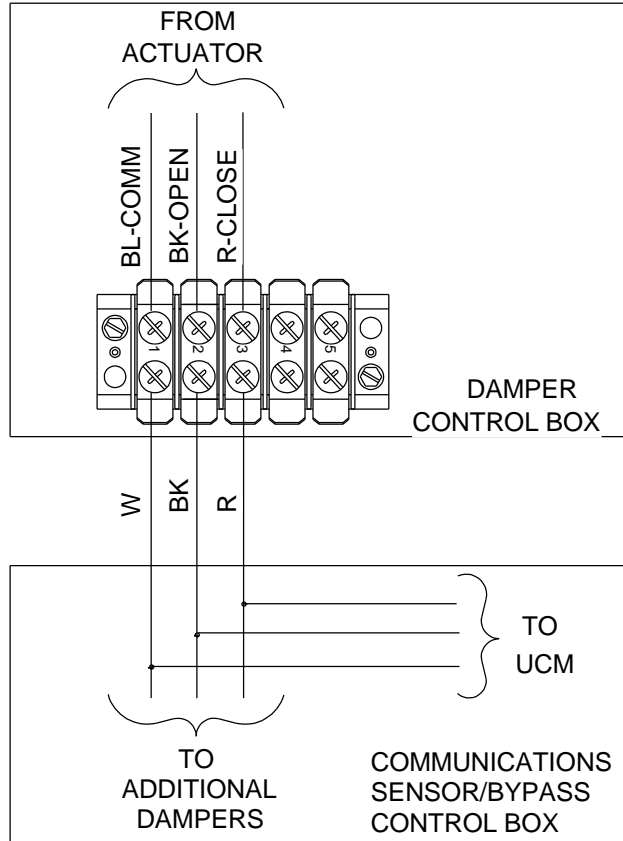 FROM
ACTUATOR
BL-COMM
BK-OPEN
R-CLOSE
1
2
3
4
5
DAMPER
CONTROL BOX
W
BK
R
TO
UCM
TO
ADDITIONAL
DAMPERS
COMMUNICATIONS
SENSOR/BYPASS
CONTROL BOX